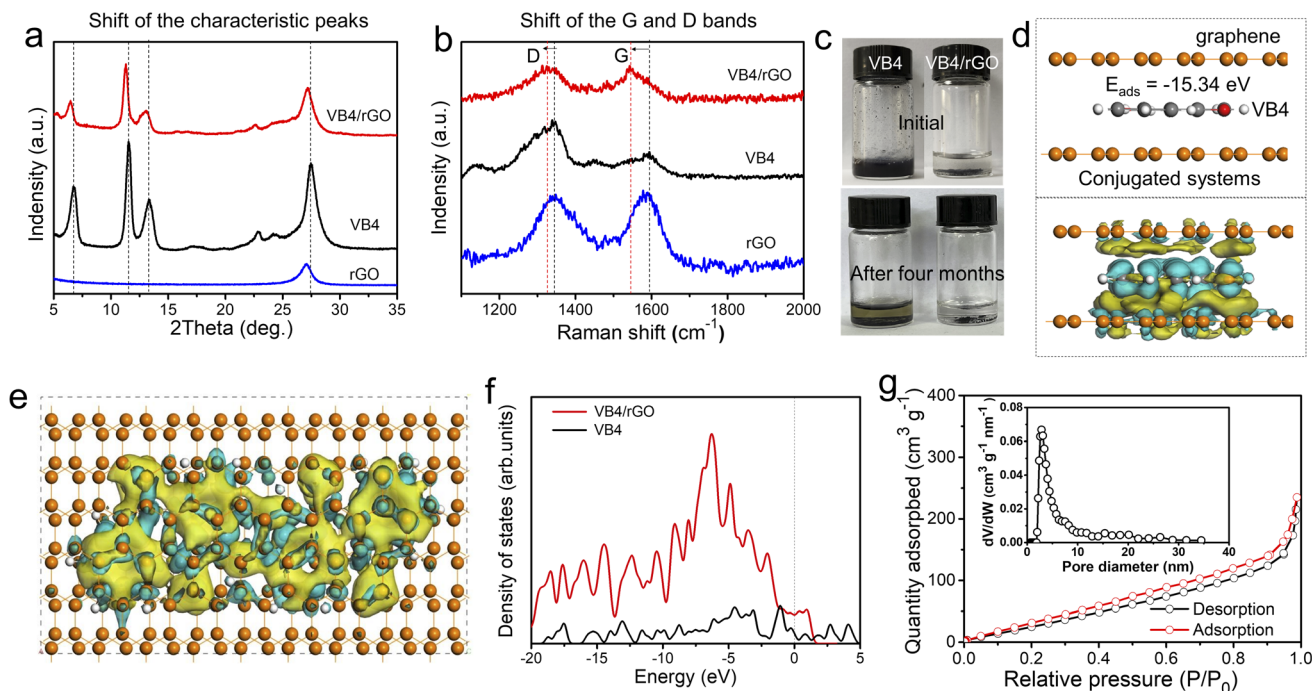 Shift of the characteristic peaks
a
Indensity (a.u.)
VB4/rGO
VB4
rGO
5 10 15 20 25 30 35
2Theta (deg.)
Shift of the G and D bands
b
Indensity (a.u.)
D
G
VB4/rGO
VB4
rGO
1200 1400 1600 1800 2000
Raman shift (cm-1)
c
VB4 VB4/rGO
Initial
After four months
d
graphene
Eads = -15.34 eV
VB4
Conjugated systems
e
f
Density of states (arb.units)
VB4/rGO
VB4
-20 -15 -10 -5 0 5
Energy (eV)
g
Quantity adsorpbed (cm3 g-1)
400
300
200
100
0
dV/dW (cm3 g-1 nm-1)
0.08
0.06
0.04
0.02
0.00
0 10 20 30 40
Pore diameter (nm)
Desorption
Adsorption
0.0 0.2 0.4 0.6 0.8 1.0
Relative pressure (P/P0)